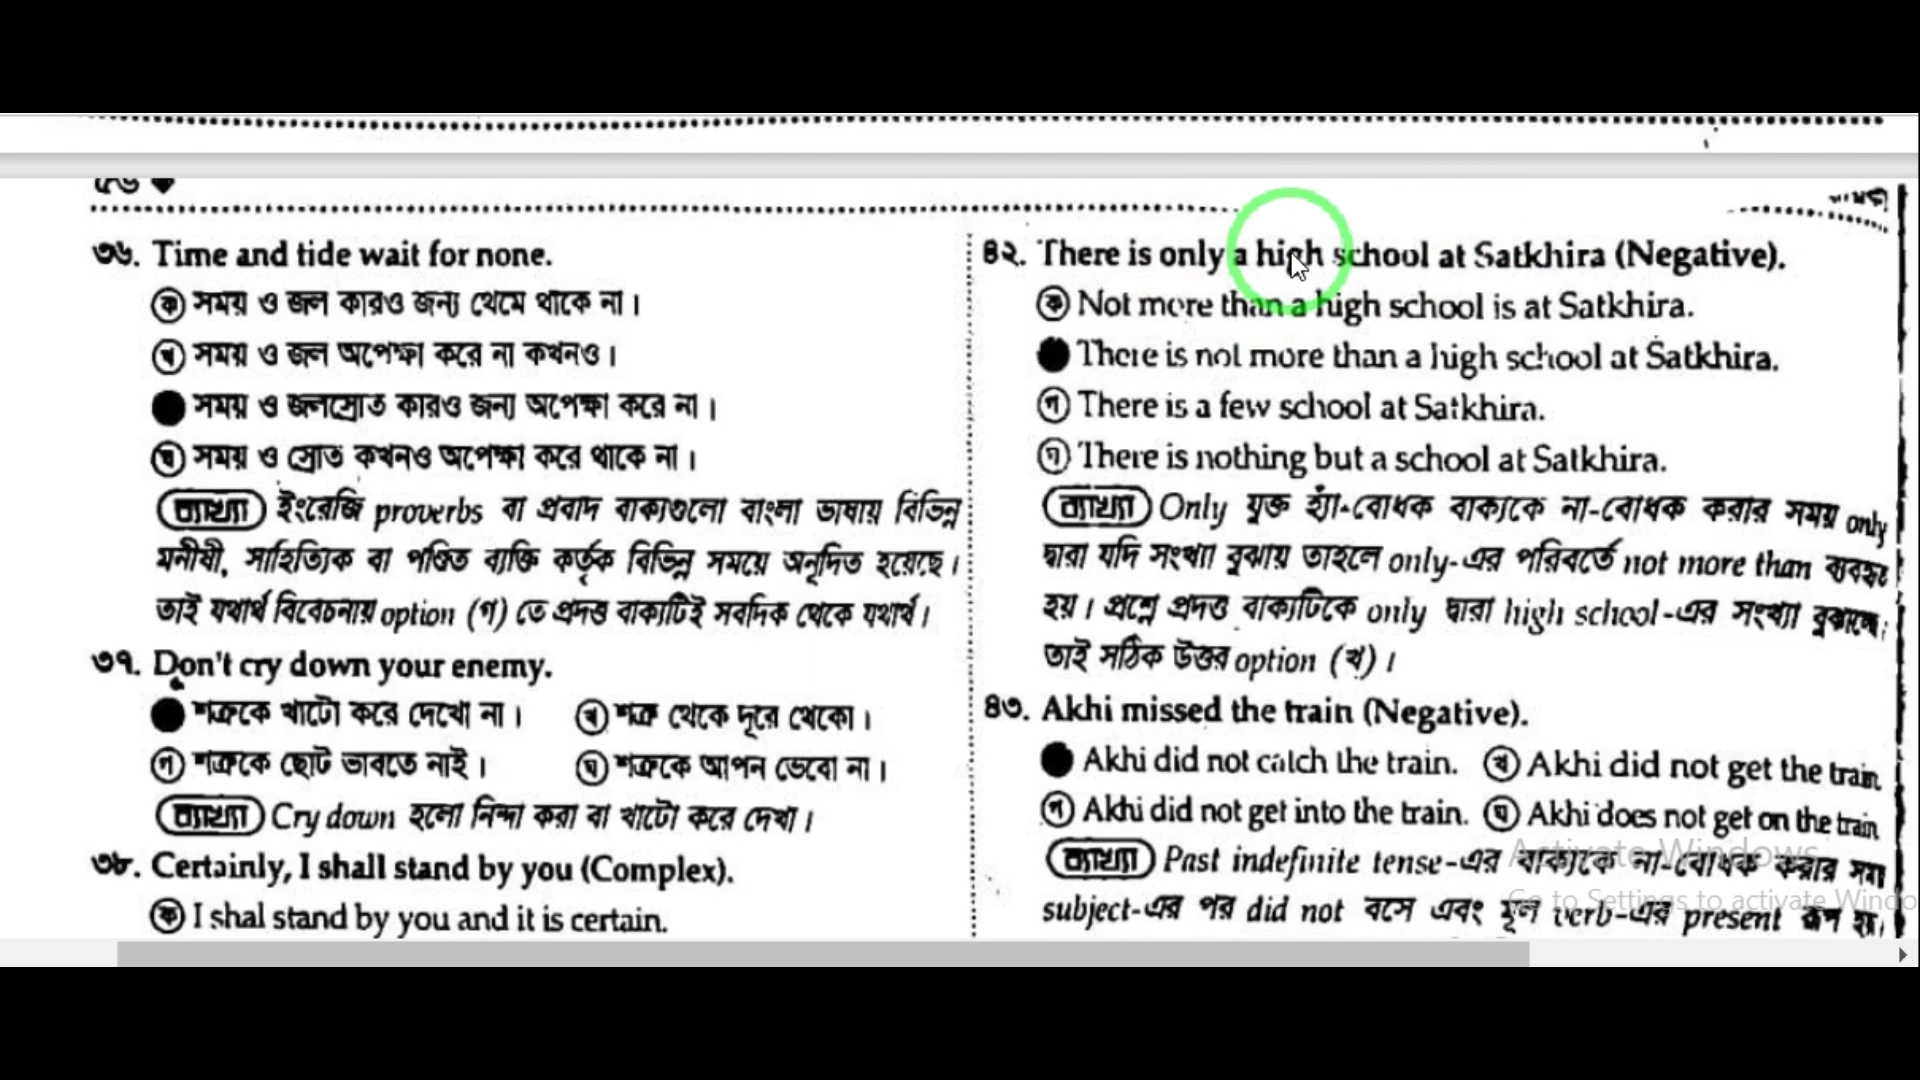 ৩৬. Time and tide wait for none.
ক সময় ও জল কারও জন্য থেমে থাকে না।
খ সময় ও জল অপেক্ষা করে না কখনও।
সময় ও জলস্রোত কারও জন্য অপেক্ষা করে না।
ঘ সময় ও স্রোত কখনও অপেক্ষা করে থাকে না।
ব্যাখ্যা ইংরেজি proverbs বা প্রবাদ বাক্যগুলো বাংলা ভাষায় বিভিন্ন
মনীষী, সাহিত্যিক বা পণ্ডিত ব্যক্তি কর্তৃক বিভিন্ন সময়ে অনূদিত হয়েছে।
তাই যথার্থ বিবেচনায় option (গ) তে প্রদত্ত বাক্যটিই সবদিক থেকে যথার্থ।
৩৭. Don't cry down your enemy.
শত্রুকে খাটো করে দেখো না। খ শত্রু থেকে দূরে থেকো।
গ শত্রুকে ছোট ভাবতে নাই। ঘ শত্রুকে আপন ভেবো না।
ব্যাখ্যা Cry down হলো নিন্দা করা বা খাটো করে দেখা।
৩৮. Certainly, I shall stand by you (Complex).
ক I shal stand by you and it is certain.
৪২. There is only a high school at Satkhira (Negative).
ক Not more than a high school is at Satkhira.
There is not more than a high school at Satkhira.
গ There is a few school at Satkhira.
ঘ There is nothing but a school at Satkhira.
ব্যাখ্যা Only যুক্ত হ্যাঁ-বোধক বাক্যকে না-বোধক করার সময় only
দ্বারা যদি সংখ্যা বুঝায় তাহলে only-এর পরিবর্তে not more than ব্যবহৃত
হয়। প্রশ্নে প্রদত্ত বাক্যটিকে only দ্বারা high school-এর সংখ্যা বুঝাচ্ছে।
তাই সঠিক উত্তর option (খ)।
৪৩. Akhi missed the train (Negative).
Akhi did not catch the train. খ Akhi did not get the train
গ Akhi did not get into the train. ঘ Akhi does not get on the train
ব্যাখ্যা Past indefinite tense-এর বাক্যকে না-বোধক করার সময়
subject-এর পর did not বসে এবং মূল verb-এর present রূপ হয়।
Activate Windows
Go to Settings to activate Windo